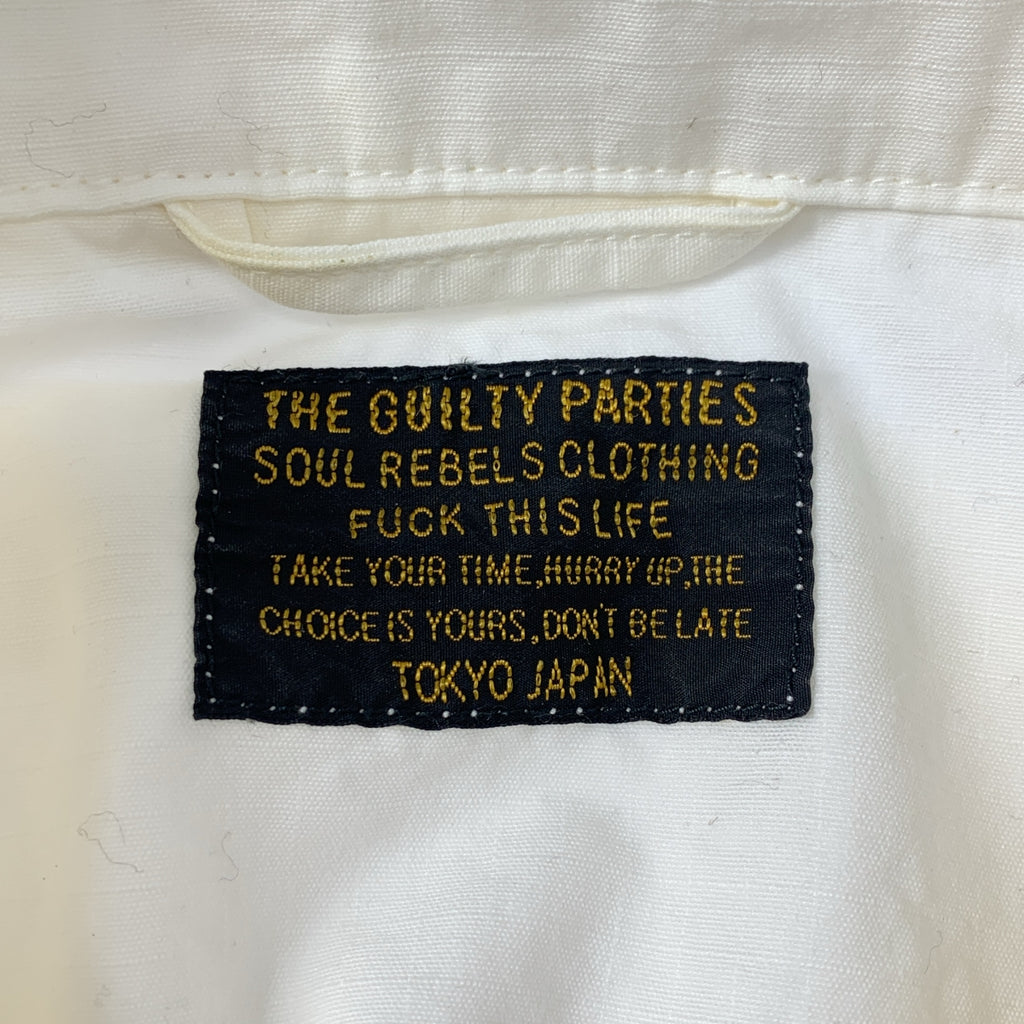 THE GUILTY PARTIES
SOUL REBELS CLOTHING
FUCK THIS LIFE
TAKE YOUR TIME,HURRY UP,THE
CHOICE IS YOURS,DON'T BE LATE
TOKYO JAPAN